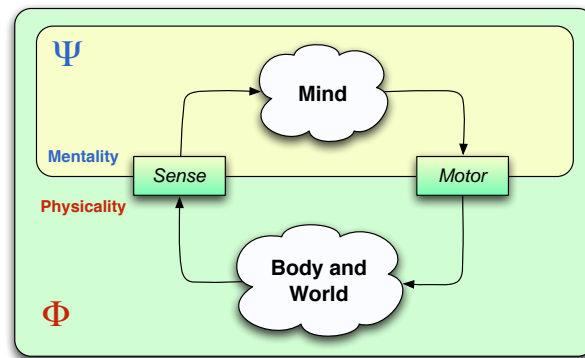 Ψ
Mind
Mentality
Sense
Motor
Physicality
Body and
World
Φ